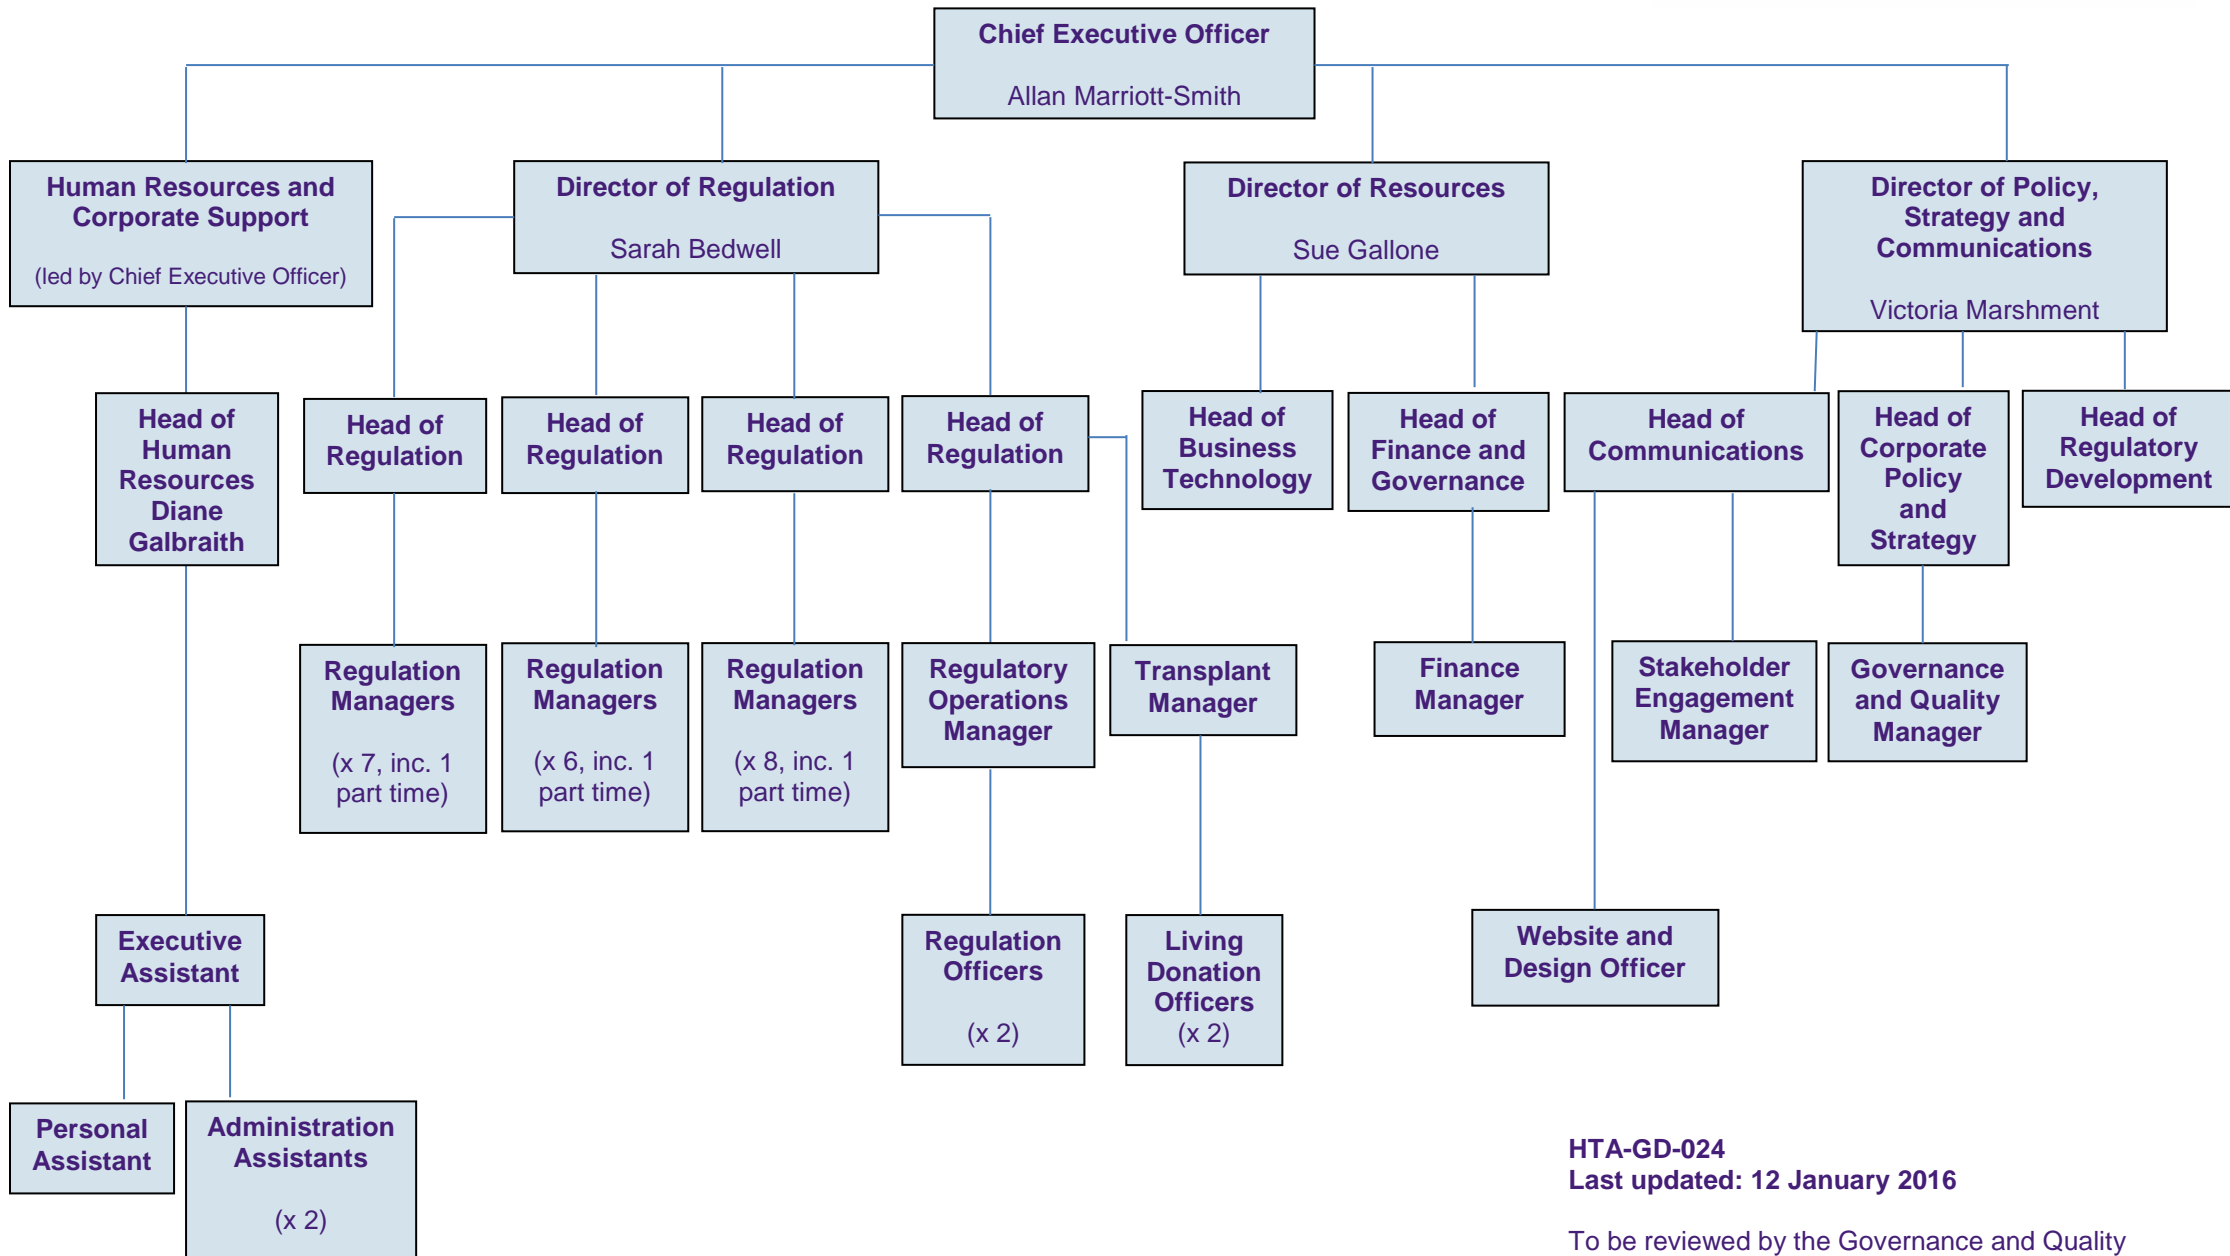 Chief Executive Officer
Allan Marriott-Smith
Human Resources and
Corporate Support
(led by Chief Executive Officer)
Director of Regulation
Sarah Bedwell
Director of Resources
Sue Gallone
Director of Policy,
Strategy and
Communications
Victoria Marshment
Head of
Human
Resources
Diane
Galbraith
Head of
Regulation
Head of
Regulation
Head of
Regulation
Head of
Regulation
Head of
Business
Technology
Head of
Finance and
Governance
Head of
Communications
Head of
Corporate
Policy
and
Strategy
Head of
Regulatory
Development
Regulation
Managers
(x 7, inc. 1
part time)
Regulation
Managers
(x 6, inc. 1
part time)
Regulation
Managers
(x 8, inc. 1
part time)
Regulatory
Operations
Manager
Transplant
Manager
Finance
Manager
Stakeholder
Engagement
Manager
Governance
and Quality
Manager
Executive
Assistant
Regulation
Officers
(x 2)
Living
Donation
Officers
(x 2)
Website and
Design Officer
Personal
Assistant
Administration
Assistants
(x 2)
HTA-GD-024
Last updated: 12 January 2016
To be reviewed by the Governance and Quality